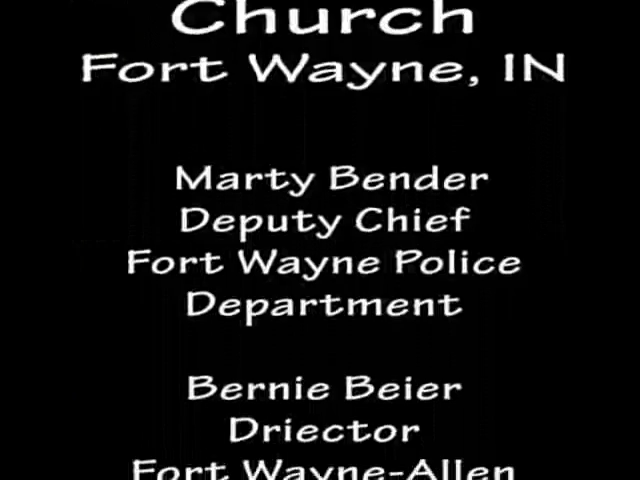 Church
Fort Wayne, IN
Marty Bender
Deputy Chief
Fort Wayne Police
Department
Bernie Beier
Driector
Fort Wayne-Allen